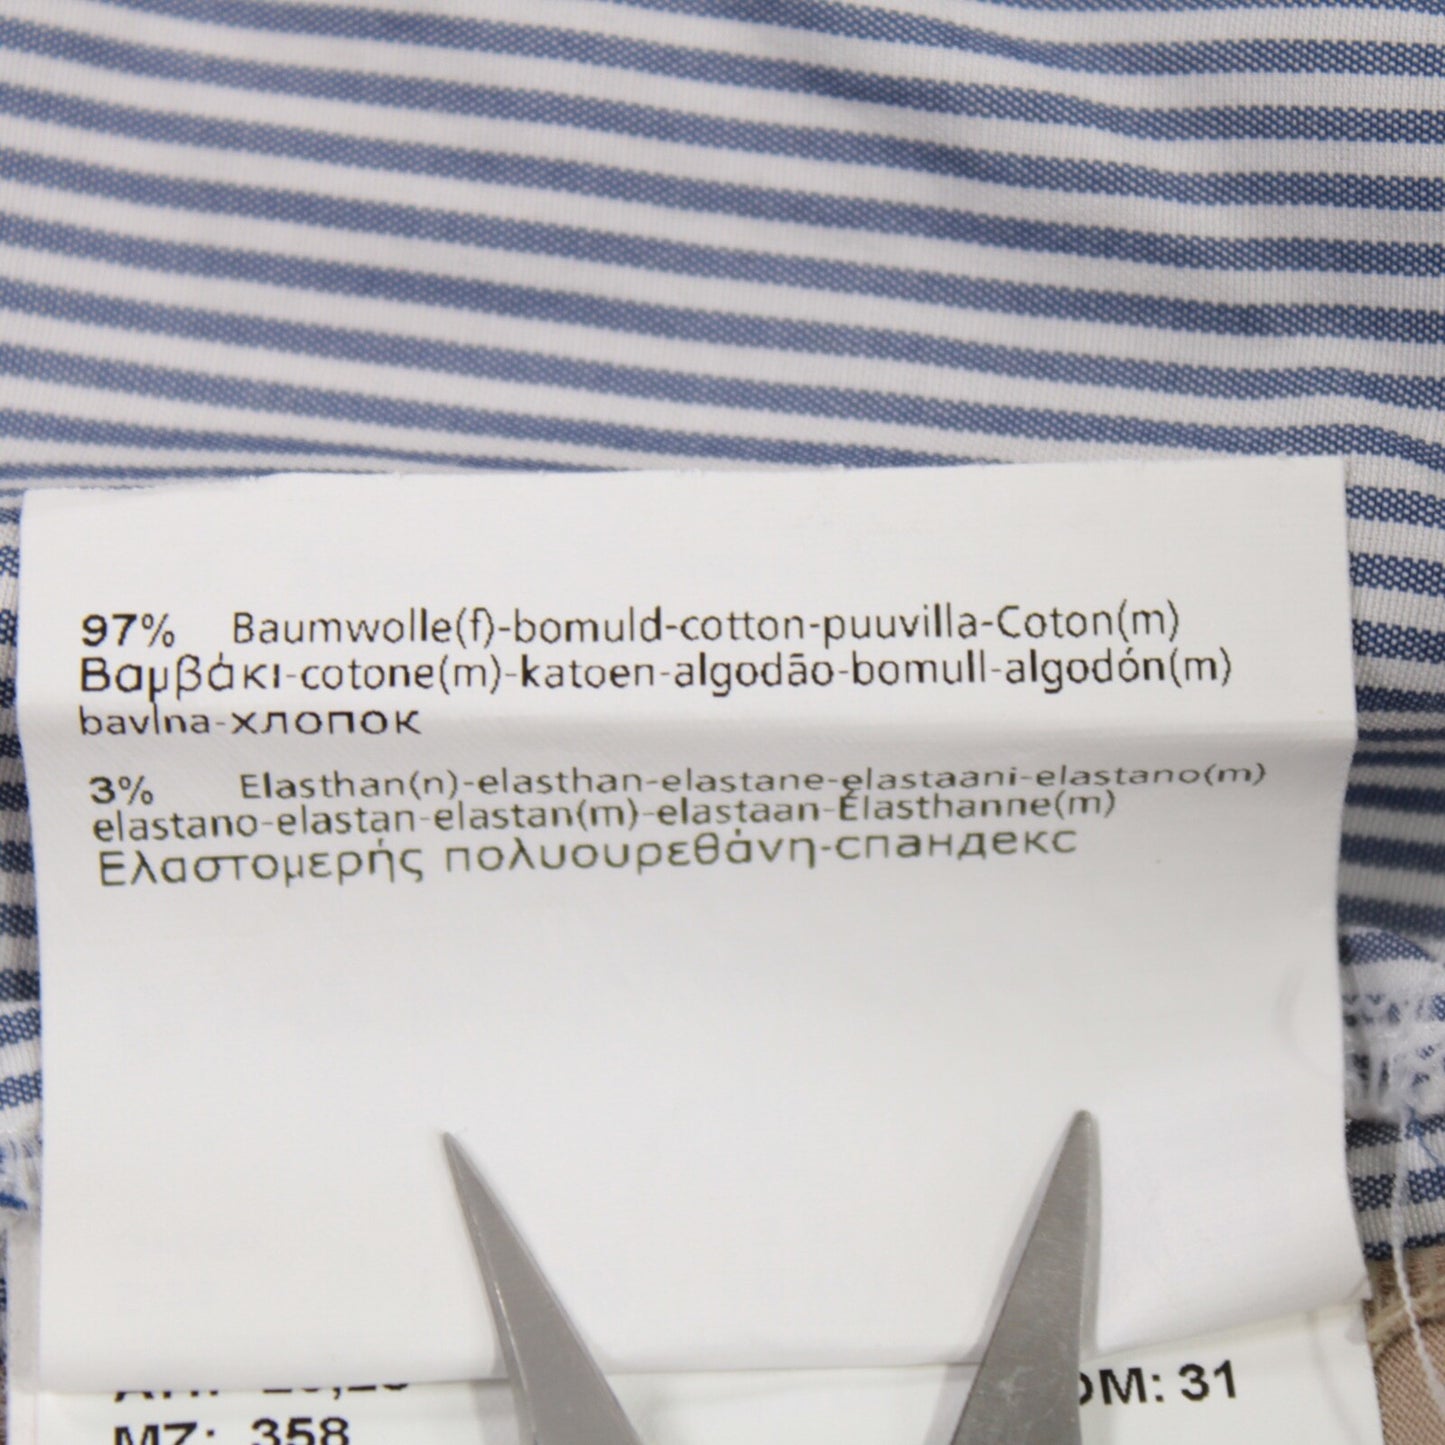 97% Baumwolle(f)-bomuld-cotton-puuvilla-Coton(m)
Βαμβάκι-cotone(m)-katoen-algodão-bomull-algodón(m)
bavlna-хлопок
3% Elasthan(n)-elasthan-elastane-elastaani-elastano(m)
elastano-elastan-elastan(m)-elastaan-Élasthanne(m)
Ελαστομερής πολυουρεθάνη-спандекс
OM: 31
MZ: 358